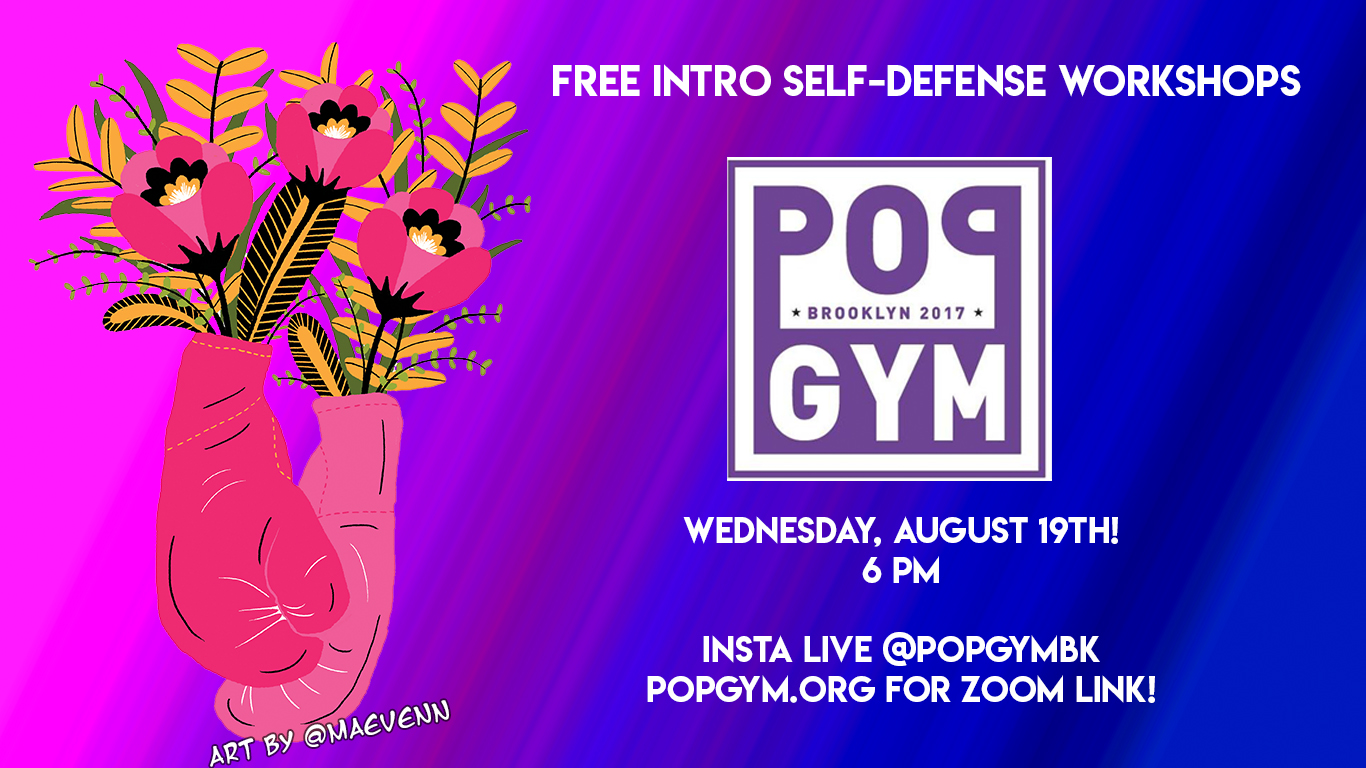 FREE INTRO SELF-DEFENSE WORKSHOPS
POP
★ BROOKLYN 2017 ★
GYM
WEDNESDAY, AUGUST 19TH!
6 PM
INSTA LIVE @POPGYMBK
POPGYM.ORG FOR ZOOM LINK!
ART BY @MAEVENN